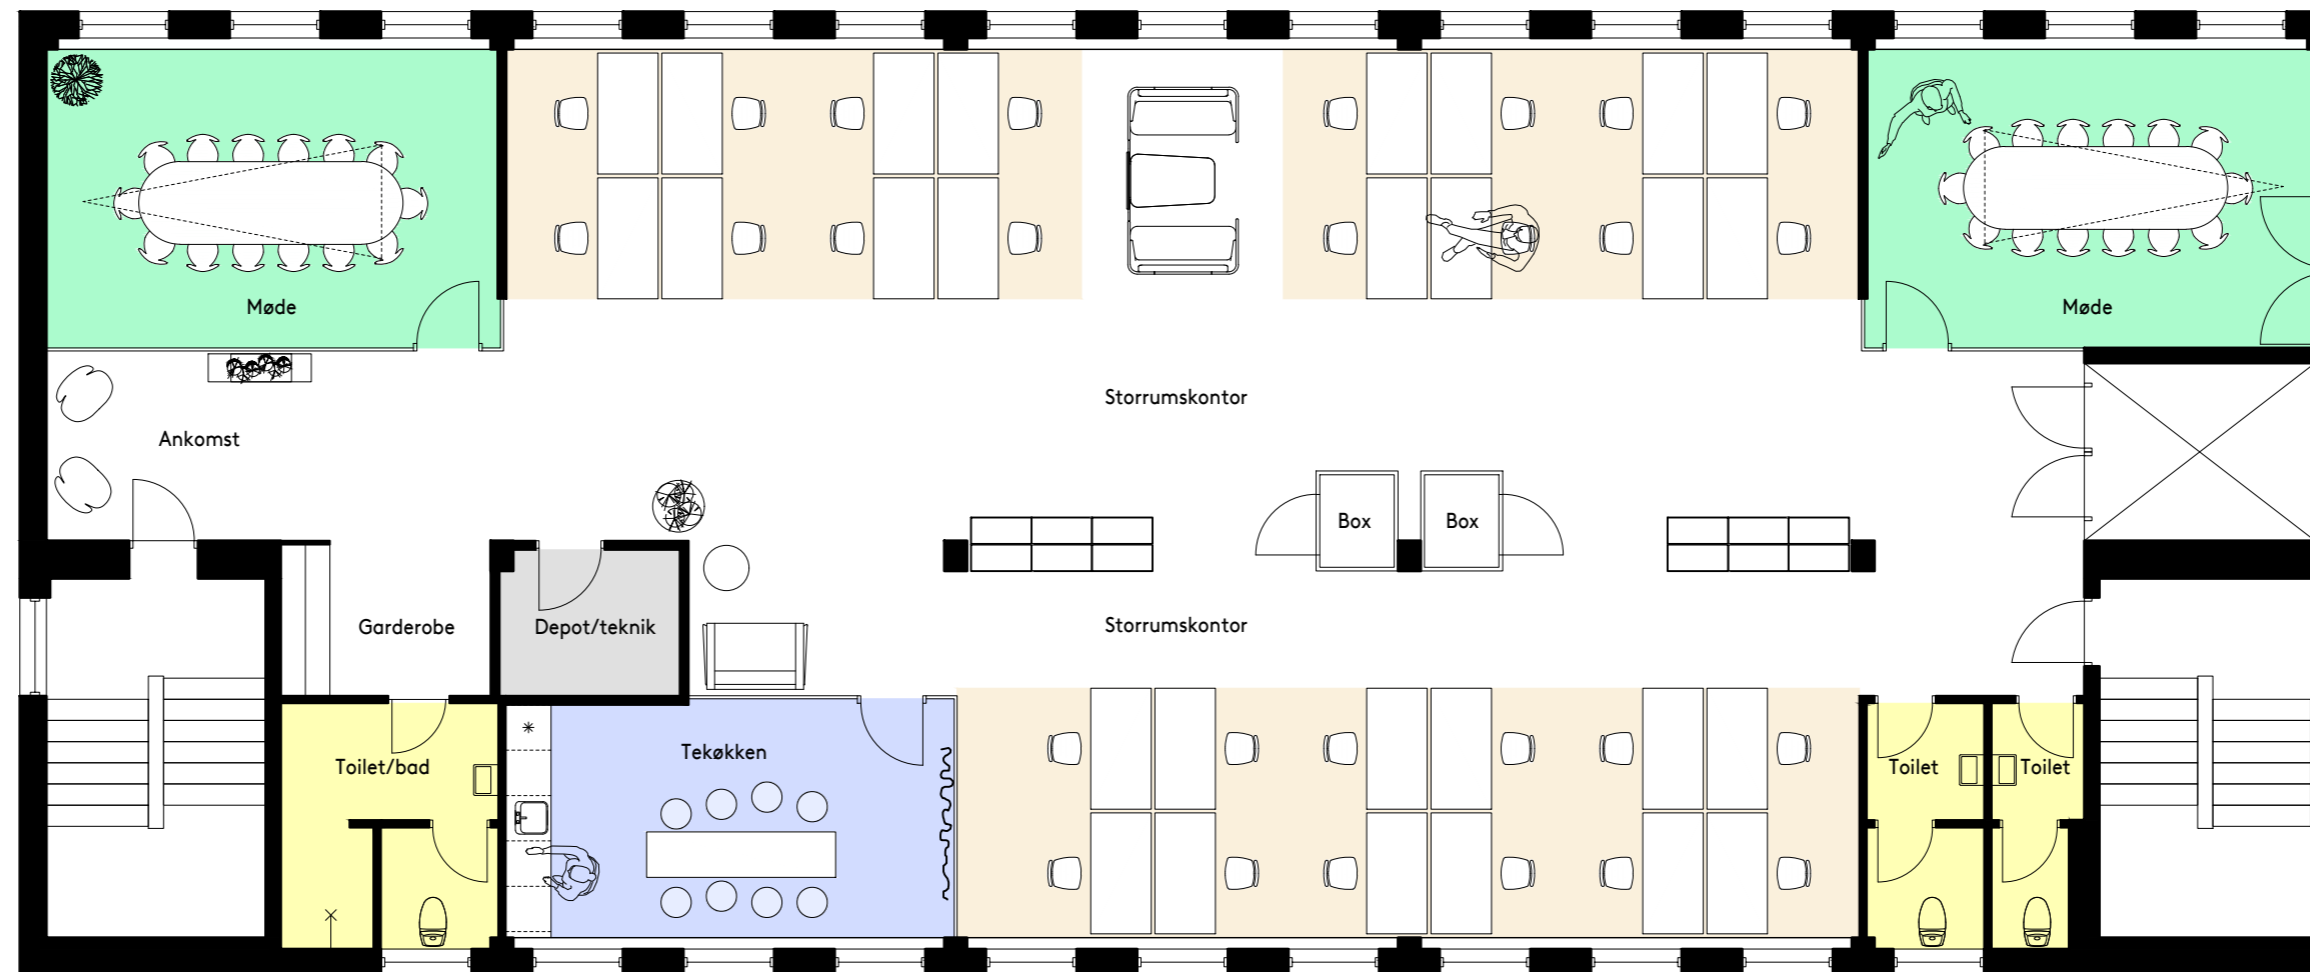 Møde
Møde
Storrumskontor
Ankomst
Box
Box
Garderobe
Depot/teknik
Storrumskontor
Tekøkken
Toilet/bad
Toilet
Toilet